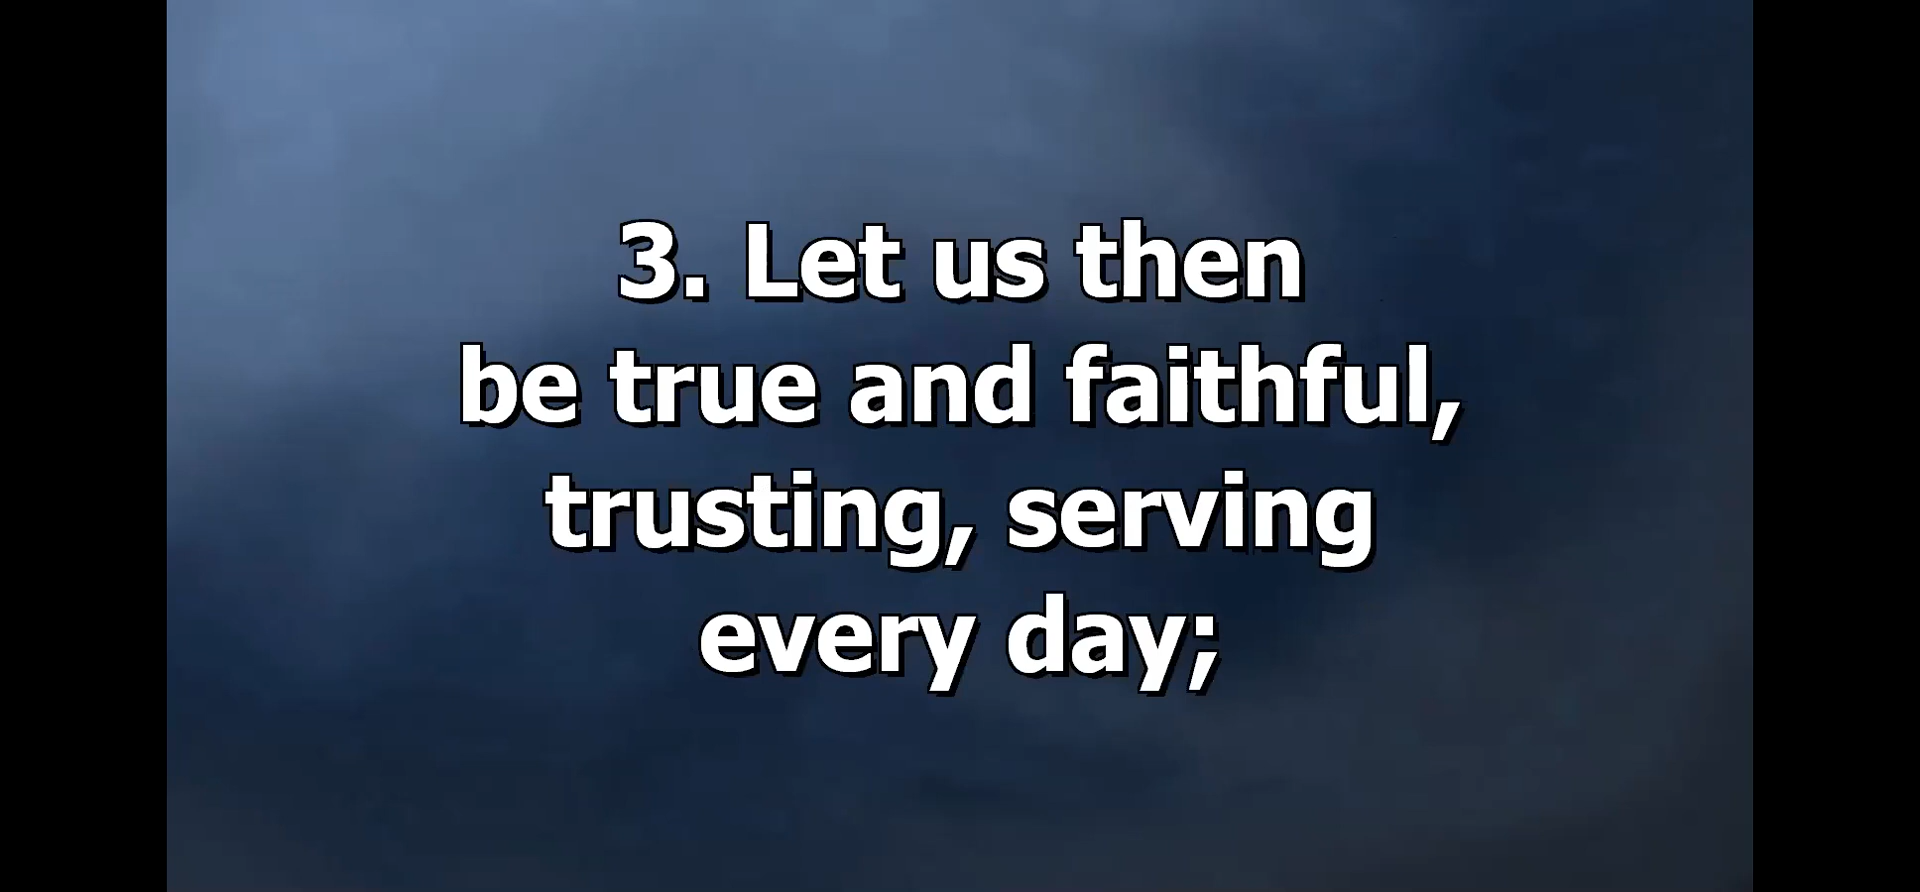 3. Let us then
be true and faithful,
trusting, serving
every day;